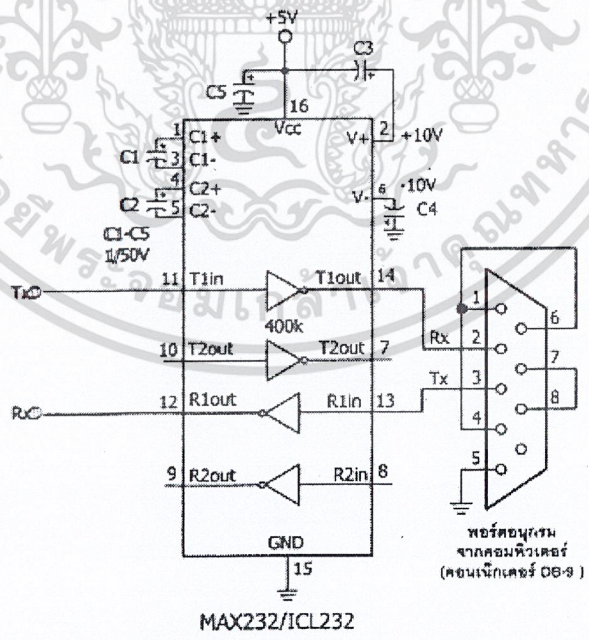 +5V
C3
C5
16
Vcc
1 C1+
C1
3 C1-
4 C2+
C2
5 C2-
C1-C5
1/50V
2 V+ +10V
6 V- -10V
C4
TxD 11 T1in T1out 14
400k
10 T2out T2out 7
RxD 12 R1out R1in 13
9 R2out R2in 8
GND
15
Rx
Tx
1
2
3
4
5
6
7
8
พอร์ตอนุกรม
จากคอมพิวเตอร์
(คอนเน็กเตอร์ DB-9)
MAX232/ICL232